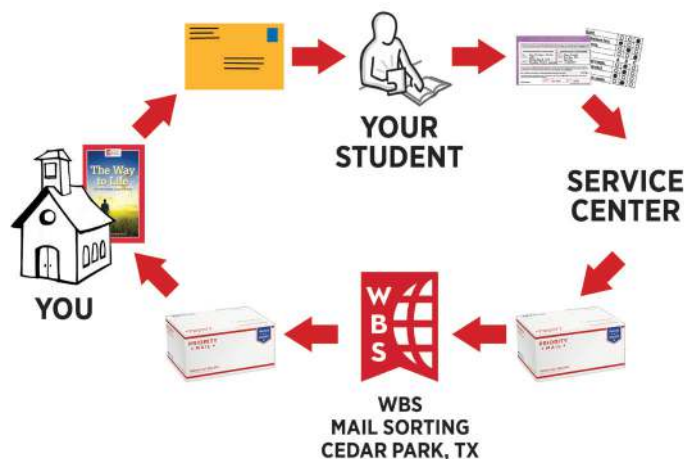 YOUR
STUDENT
The Way
to Life
YOU
SERVICE
CENTER
PRIORITY
MAIL
W
B
S
PRIORITY
MAIL
WBS
MAIL SORTING
CEDAR PARK, TX